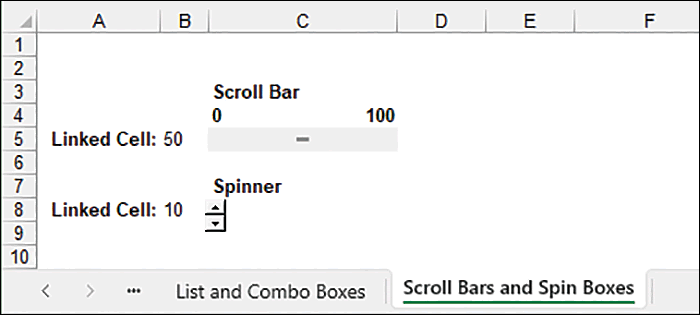 A B C D E F
1
2
3 Scroll Bar
4 0 100
5 Linked Cell: 50
6
7 Spinner
8 Linked Cell: 10
9
10
List and Combo Boxes Scroll Bars and Spin Boxes